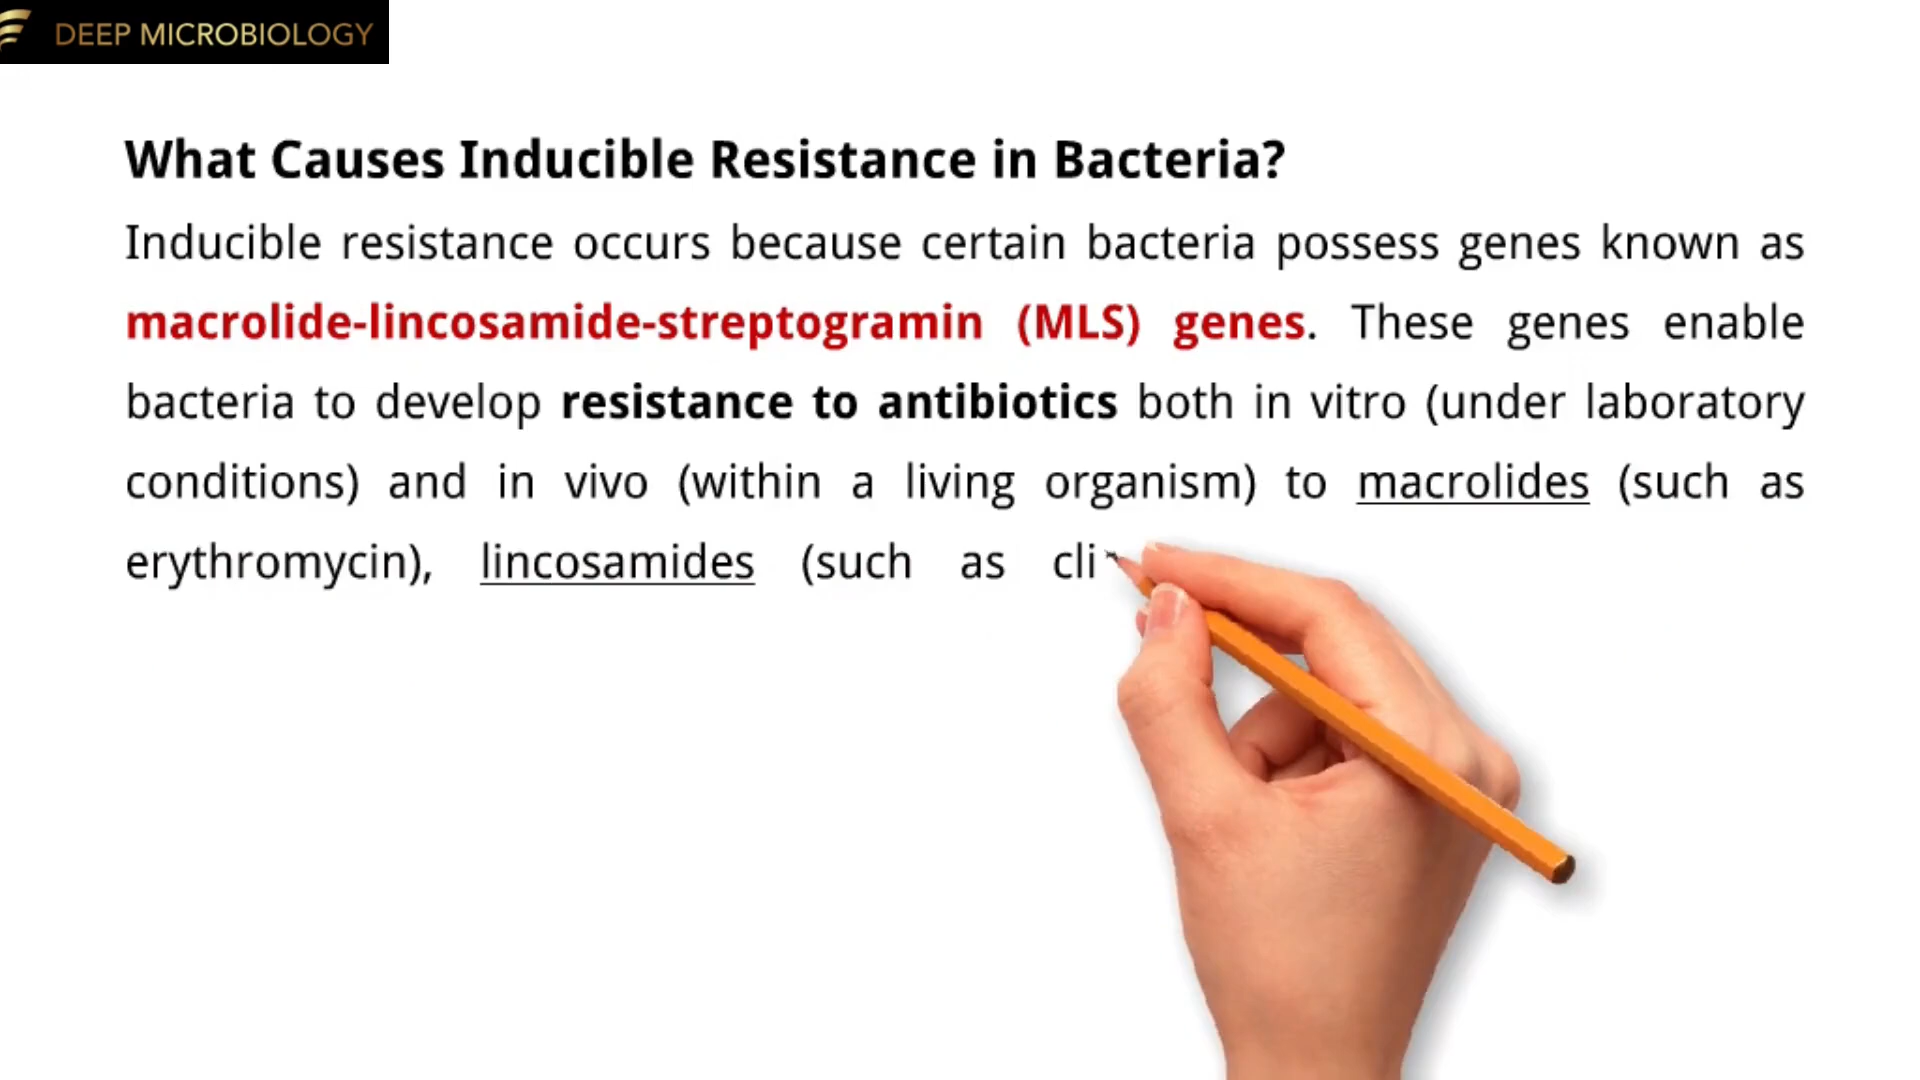 DEEP MICROBIOLOGY
What Causes Inducible Resistance in Bacteria?
Inducible resistance occurs because certain bacteria possess genes known as
macrolide-lincosamide-streptogramin (MLS) genes. These genes enable
bacteria to develop resistance to antibiotics both in vitro (under laboratory
conditions) and in vivo (within a living organism) to macrolides (such as
erythromycin), lincosamides (such as cli